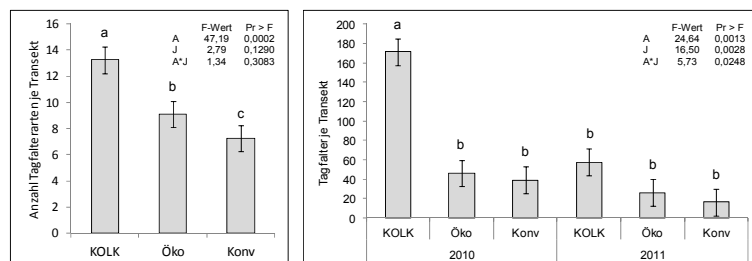 F-Wert Pr > F
A 47,19 0,0002
J 2,79 0,1290
A*J 1,34 0,3083
Anzahl Tagfalterarten je Transekt
16
14
12
10
8
6
4
2
0
a
b
c
KOLK Öko Konv
F-Wert Pr > F
A 24,64 0,0013
J 16,50 0,0028
A*J 5,73 0,0248
Tagfalter je Transekt
200
180
160
140
120
100
80
60
40
20
0
a
b
b
b
b
b
KOLK Öko Konv KOLK Öko Konv
2010 2011